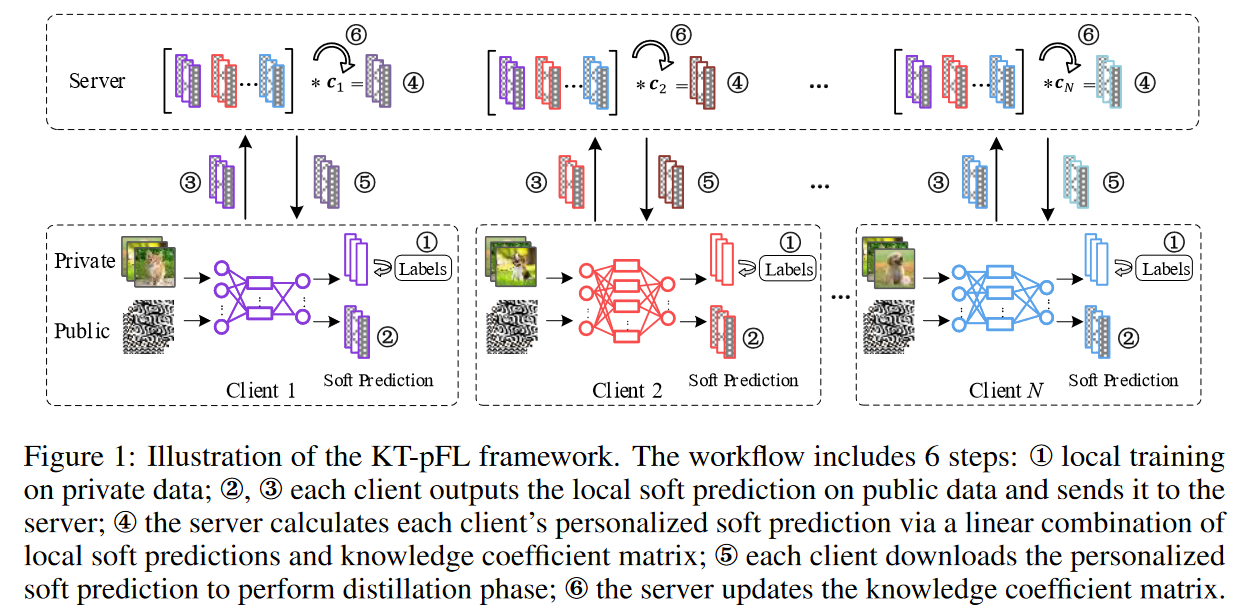 Server
⑥
⑥
⑥
… * c₁ = ④
… * c₂ = ④
…
… *c_N = ④
③ ⑤
③ ⑤
…
③ ⑤
Private
① Labels
① Labels
① Labels
Public
②
②
…
②
Soft Prediction
Soft Prediction
Soft Prediction
Client 1
Client 2
Client N
Figure 1: Illustration of the KT-pFL framework. The workflow includes 6 steps: ① local training
on private data; ②, ③ each client outputs the local soft prediction on public data and sends it to the
server; ④ the server calculates each client’s personalized soft prediction via a linear combination of
local soft predictions and knowledge coefficient matrix; ⑤ each client downloads the personalized
soft prediction to perform distillation phase; ⑥ the server updates the knowledge coefficient matrix.